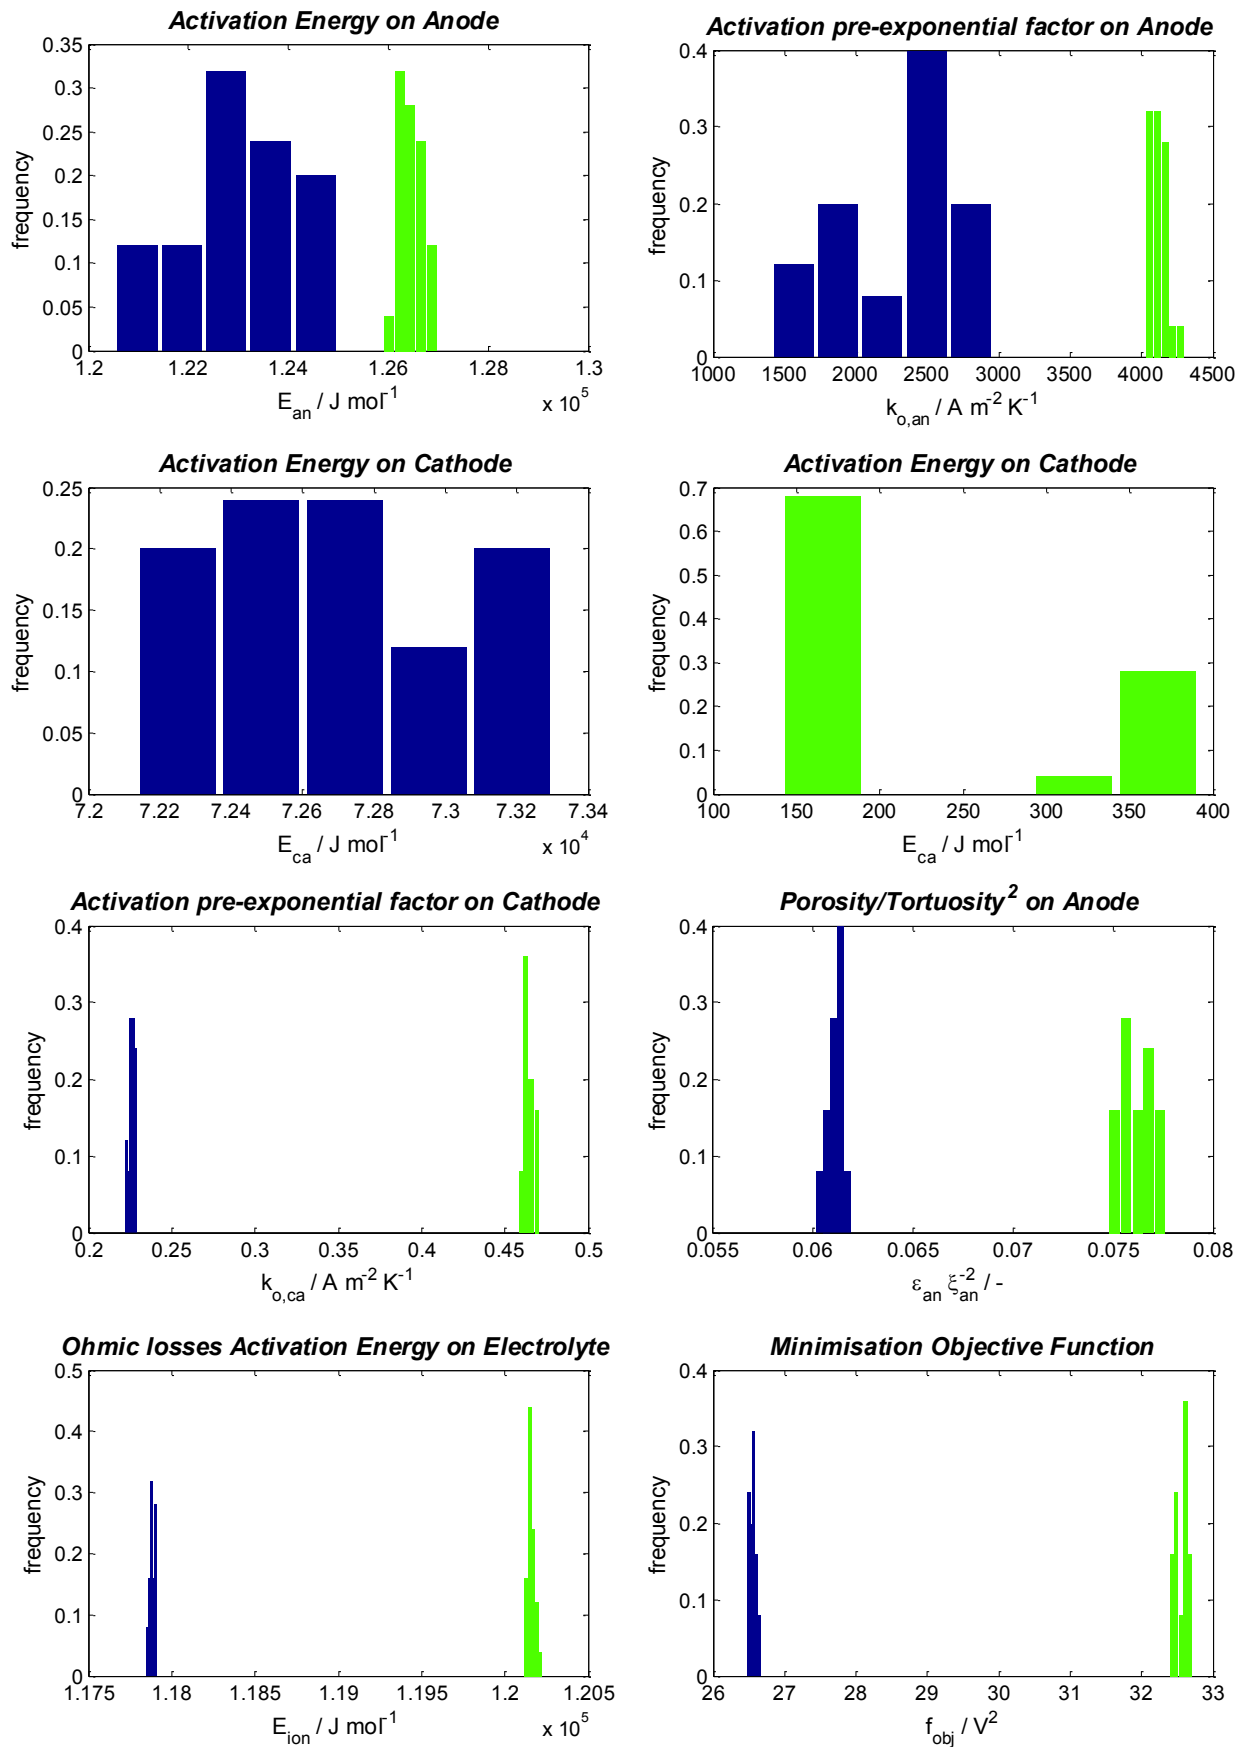 Activation Energy on Anode
0.35
0.3
0.25
0.2
0.15
0.1
0.05
0
frequency
1.2 1.22 1.24 1.26 1.28 1.3
E_an / J mol^-1 x 10^5
Activation pre-exponential factor on Anode
0.4
0.3
0.2
0.1
0
frequency
1000 1500 2000 2500 3000 3500 4000 4500
k_o,an / A m^-2 K^-1
Activation Energy on Cathode
0.25
0.2
0.15
0.1
0.05
0
frequency
7.2 7.22 7.24 7.26 7.28 7.3 7.32 7.34
E_ca / J mol^-1 x 10^4
Activation Energy on Cathode
0.7
0.6
0.5
0.4
0.3
0.2
0.1
0
frequency
100 150 200 250 300 350 400
E_ca / J mol^-1
Activation pre-exponential factor on Cathode
0.4
0.3
0.2
0.1
0
frequency
0.2 0.25 0.3 0.35 0.4 0.45 0.5
k_o,ca / A m^-2 K^-1
Porosity/Tortuosity^2 on Anode
0.4
0.3
0.2
0.1
0
frequency
0.055 0.06 0.065 0.07 0.075 0.08
ε_an ξ_an^-2 / -
Ohmic losses Activation Energy on Electrolyte
0.5
0.4
0.3
0.2
0.1
0
frequency
1.175 1.18 1.185 1.19 1.195 1.2 1.205
E_ion / J mol^-1 x 10^5
Minimisation Objective Function
0.4
0.3
0.2
0.1
0
frequency
26 27 28 29 30 31 32 33
f_obj / V^2